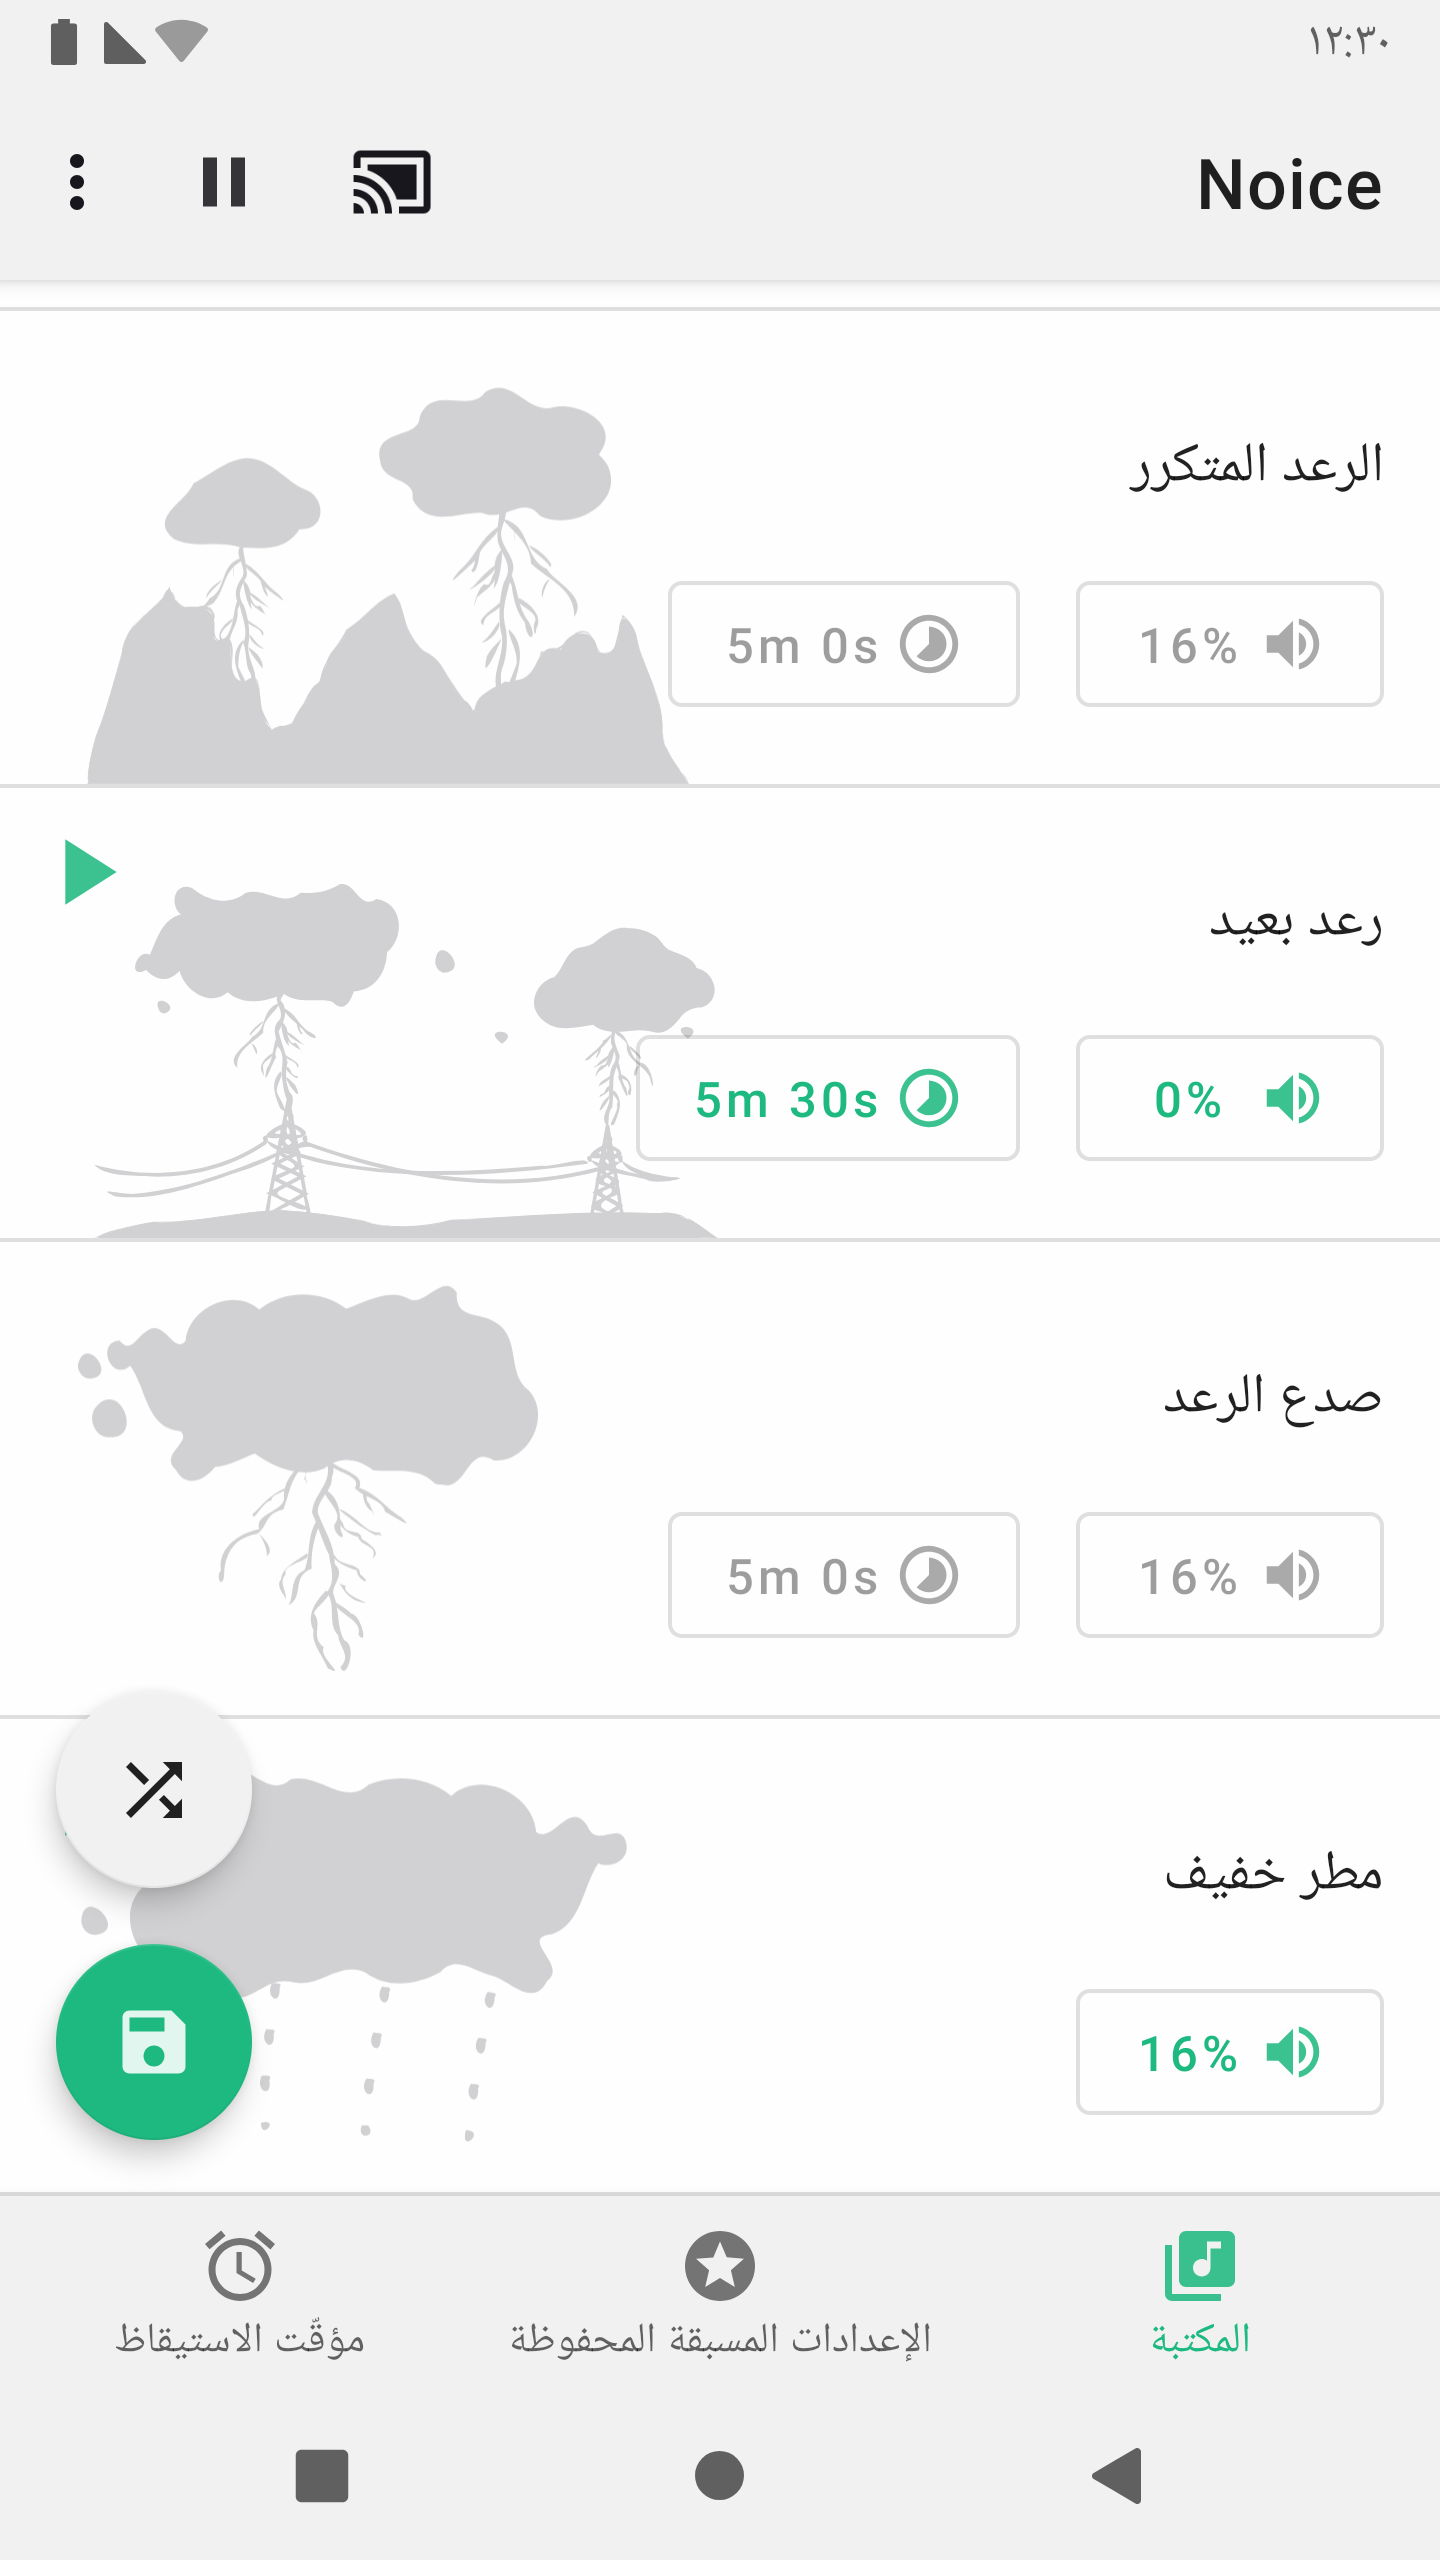 ١٢:٣٠
Noice
الرعد المتكرر
16%
5m 0s
رعد بعيد
0%
5m 30s
صدع الرعد
16%
5m 0s
مطر خفيف
16%
المكتبة
الإعدادات المسبقة المحفوظة
مؤقّت الاستيقاظ